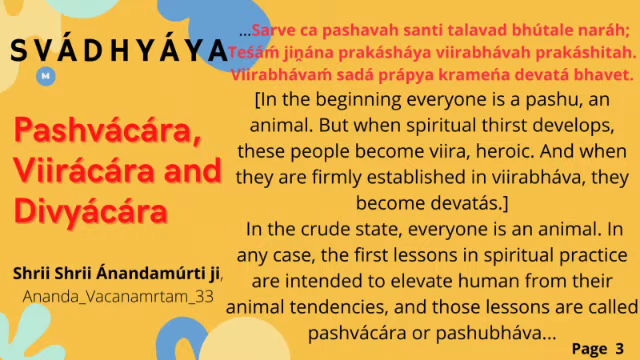 SVÁDHYÁYA
M
Pashvácára,
Viirácára and
Divyácára
Shrii Shrii Ánandamúrti ji,
Ananda_Vacanamrtam_33
...Sarve ca pashavah santi talavad bhútale naráh;
Teśáḿ jiṋána prakásháya viirabhávah prakáshitah.
Viirabhávaḿ sadá prápya krameńa devatá bhavet.
[In the beginning everyone is a pashu, an
animal. But when spiritual thirst develops,
these people become viira, heroic. And when
they are firmly established in viirabháva, they
become devatás.]
In the crude state, everyone is an animal. In
any case, the first lessons in spiritual practice
are intended to elevate human from their
animal tendencies, and those lessons are called
pashvácára or pashubháva...
Page 3